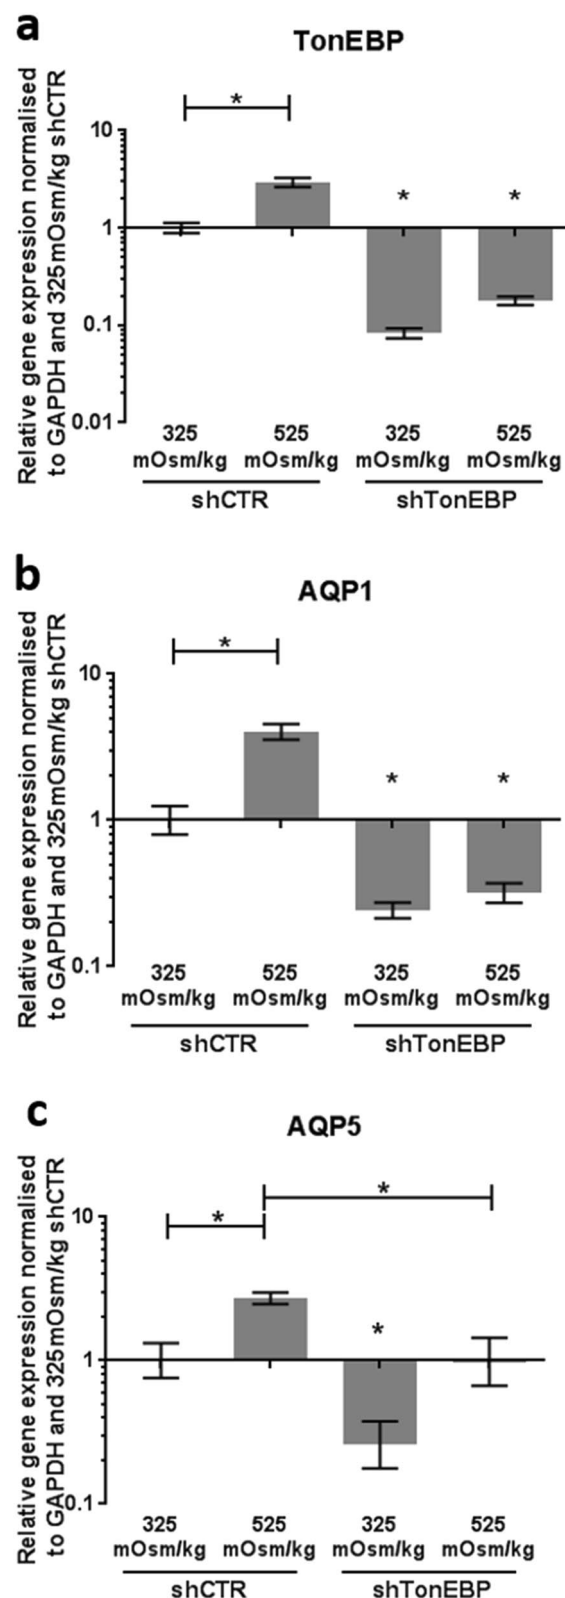 a
TonEBP
Relative gene expression normalised
to GAPDH and 325mOsm/kg shCTR
*
10
* *
1
0.1
0.01
325 525 325 525
mOsm/kg mOsm/kg mOsm/kg mOsm/kg
shCTR shTonEBP
b
AQP1
Relative gene expression normalised
to GAPDH and 325mOsm/kg shCTR
*
10
* *
1
0.1
325 525 325 525
mOsm/kg mOsm/kg mOsm/kg mOsm/kg
shCTR shTonEBP
c
AQP5
Relative gene expression normalised
to GAPDH and 325mOsm/kg shCTR
*
*
10
*
1
0.1
325 525 325 525
mOsm/kg mOsm/kg mOsm/kg mOsm/kg
shCTR shTonEBP